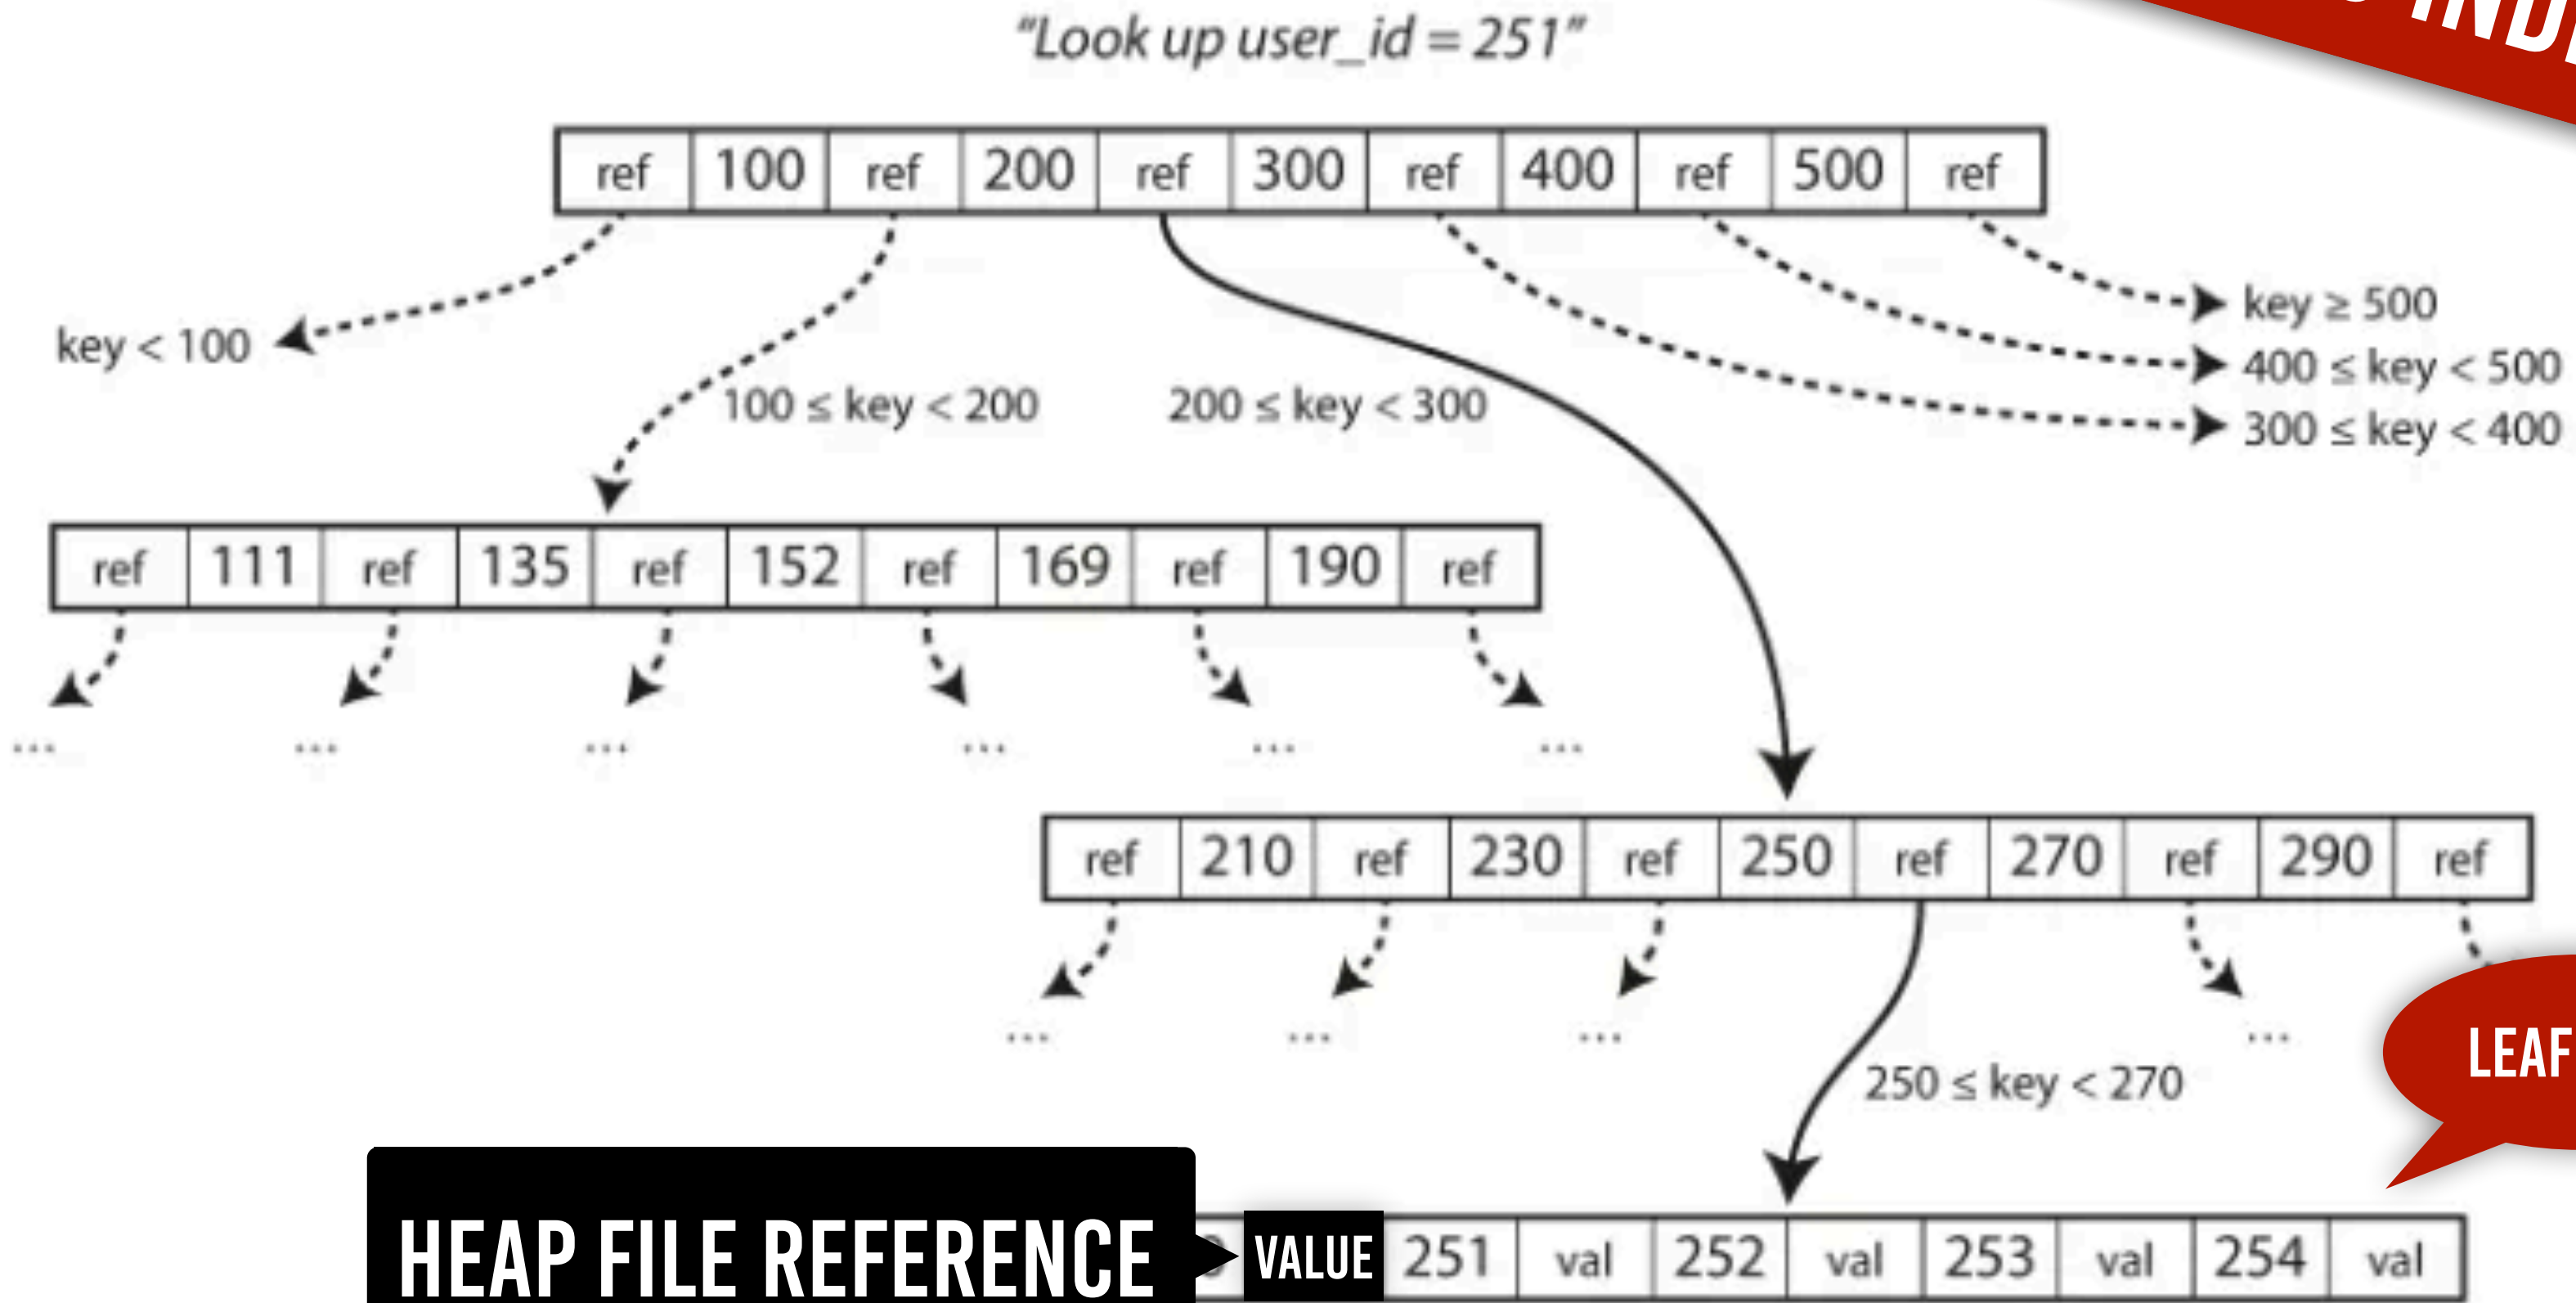 "Look up user_id = 251"
ref 100 ref 200 ref 300 ref 400 ref 500 ref
key < 100
key ≥ 500
400 ≤ key < 500
300 ≤ key < 400
100 ≤ key < 200
200 ≤ key < 300
ref 111 ref 135 ref 152 ref 169 ref 190 ref
... ... ... ... ... ...
ref 210 ref 230 ref 250 ref 270 ref 290 ref
... ... ... ...
LEAF
250 ≤ key < 270
HEAP FILE REFERENCE
VALUE 251 val 252 val 253 val 254 val